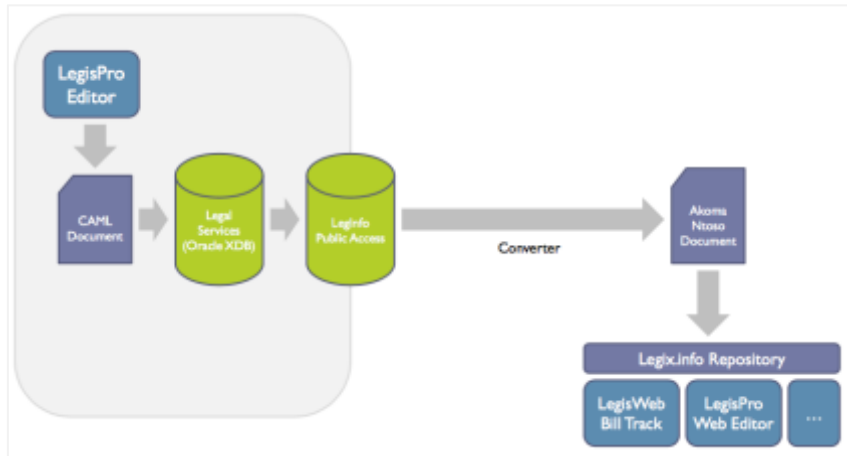 LegisPro
Editor
CAML
Document
Legal
Services
(Oracle XDB)
Leginfo
Public Access
Converter
Akoma
Ntoso
Document
Legix.info Repository
LegisWeb
Bill Track
LegisPro
Web Editor
...